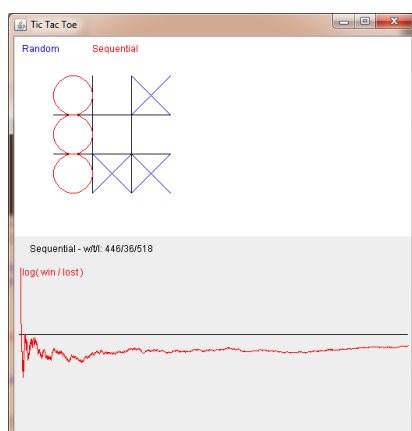 Tic Tac Toe
Random Sequential
Sequential - w/t/l: 446/36/518
log( win / lost )